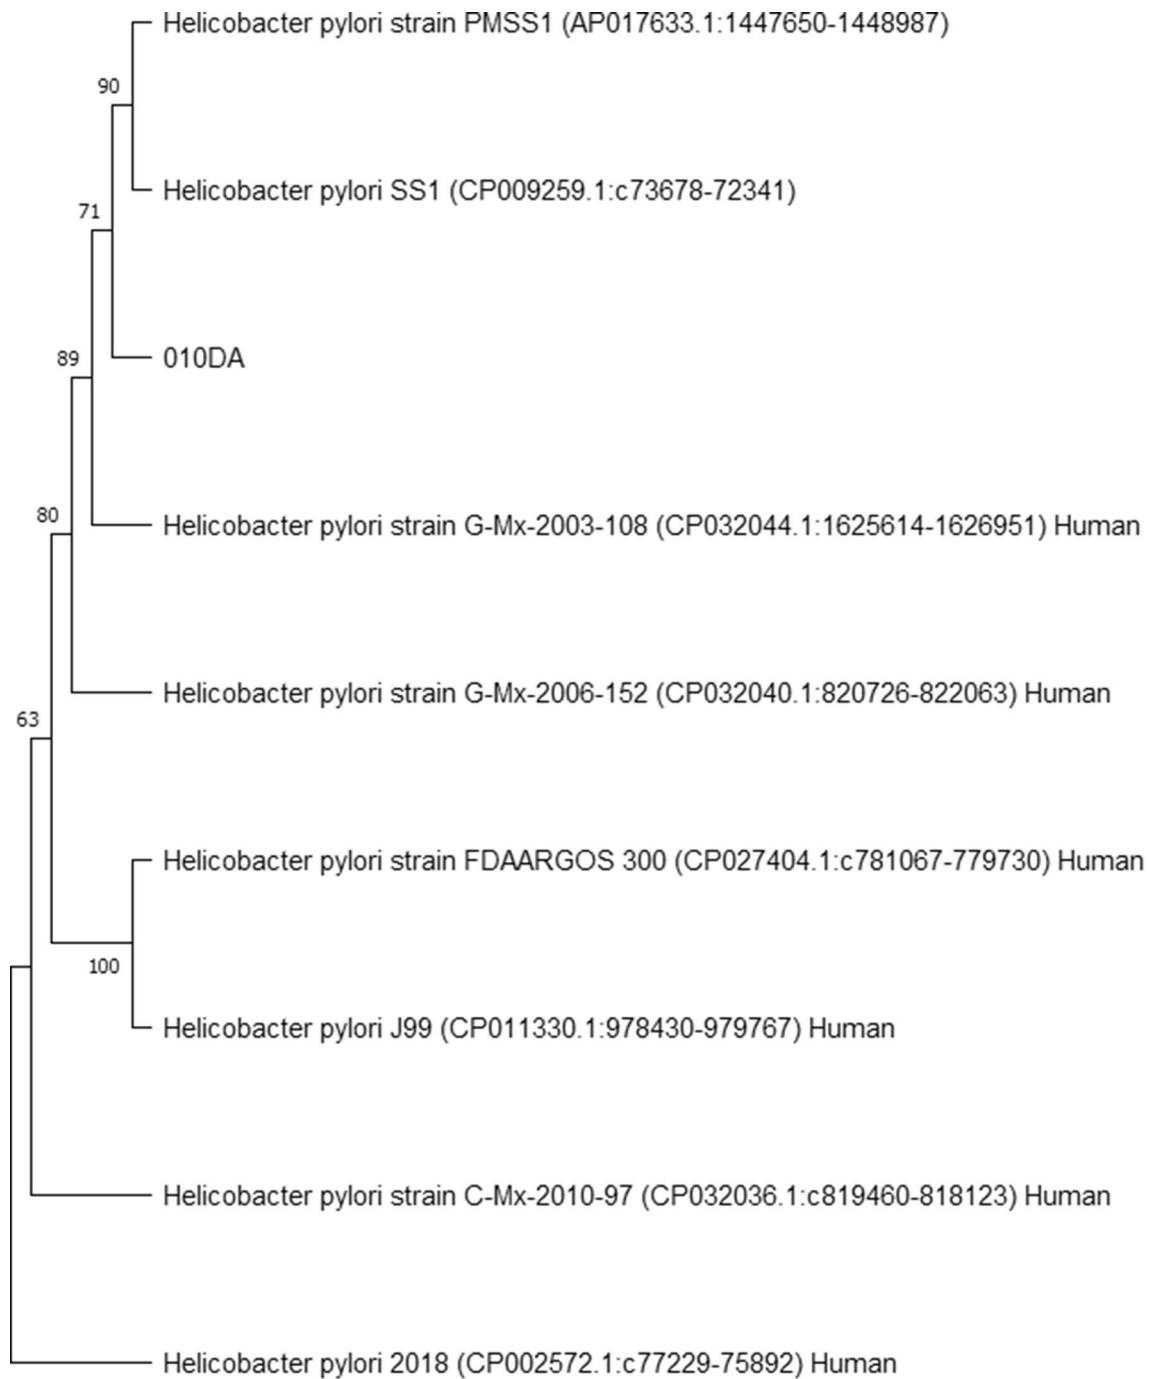 Helicobacter pylori strain PMSS1 (AP017633.1:1447650-1448987)
90
Helicobacter pylori SS1 (CP009259.1:c73678-72341)
71
010DA
89
Helicobacter pylori strain G-Mx-2003-108 (CP032044.1:1625614-1626951) Human
80
Helicobacter pylori strain G-Mx-2006-152 (CP032040.1:820726-822063) Human
63
Helicobacter pylori strain FDAARGOS 300 (CP027404.1:c781067-779730) Human
100
Helicobacter pylori J99 (CP011330.1:978430-979767) Human
Helicobacter pylori strain C-Mx-2010-97 (CP032036.1:c819460-818123) Human
Helicobacter pylori 2018 (CP002572.1:c77229-75892) Human